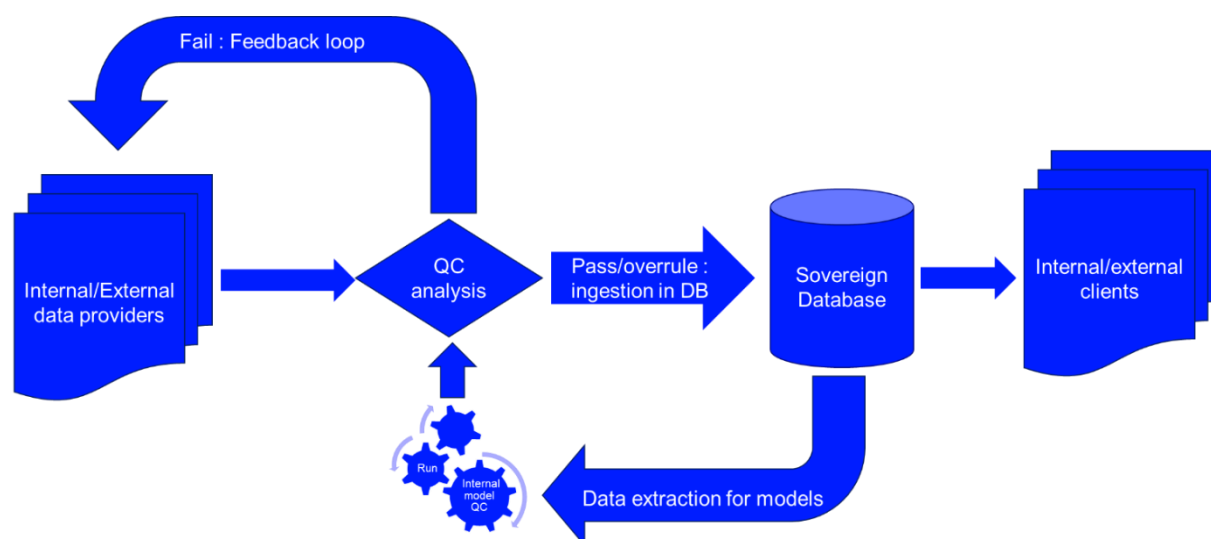 Fail : Feedback loop
Internal/External
data providers
QC
analysis
Pass/overrule :
ingestion in DB
Sovereign
Database
Internal/external
clients
Run
Internal
model
QC
Data extraction for models